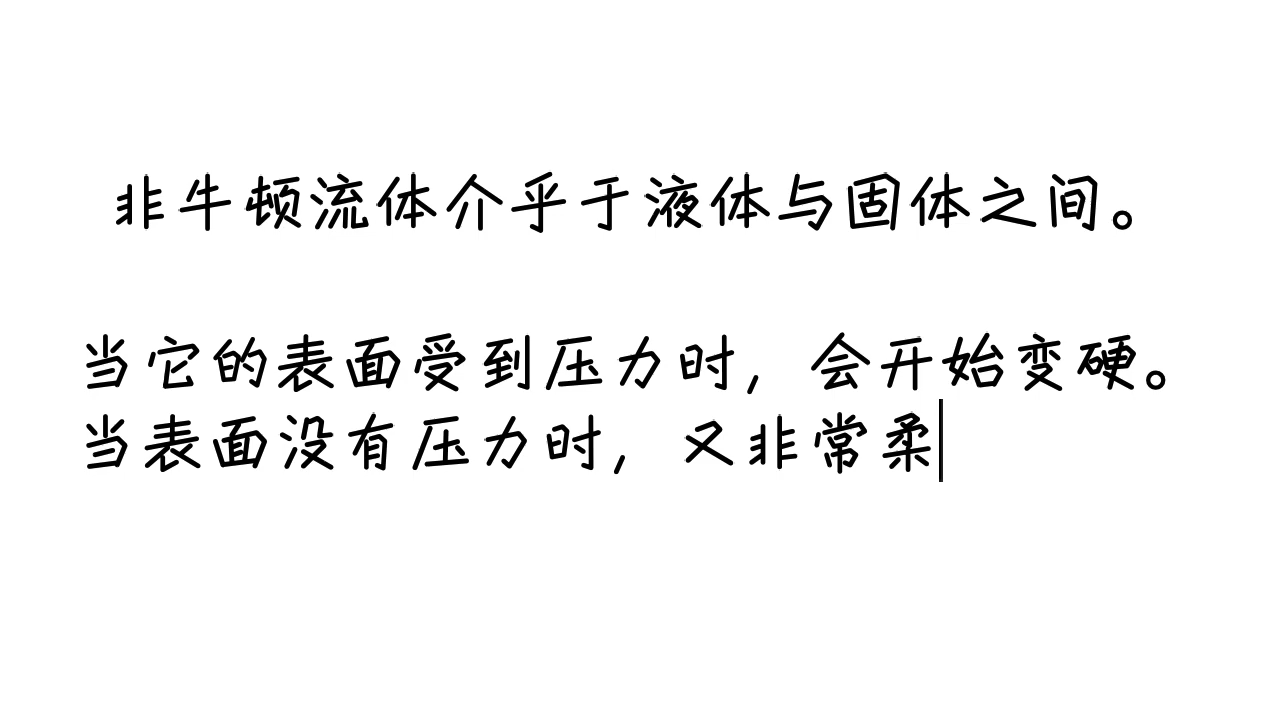 非牛顿流体介乎于液体与固体之间。
当它的表面受到压力时，会开始变硬。
当表面没有压力时，又非常柔